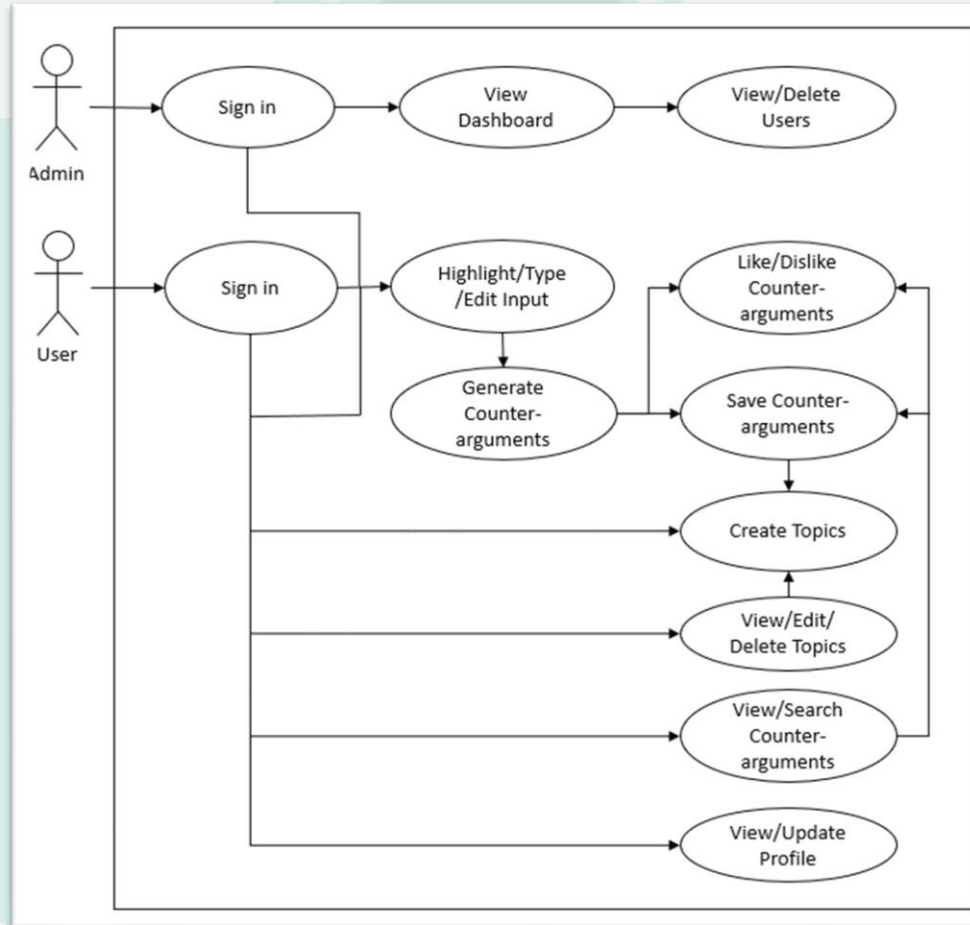 Sign in
View
Dashboard
View/Delete
Users
Admin
Sign in
Highlight/Type
/Edit Input
Like/Dislike
Counter-
arguments
User
Generate
Counter-
arguments
Save Counter-
arguments
Create Topics
View/Edit/
Delete Topics
View/Search
Counter-
arguments
View/Update
Profile